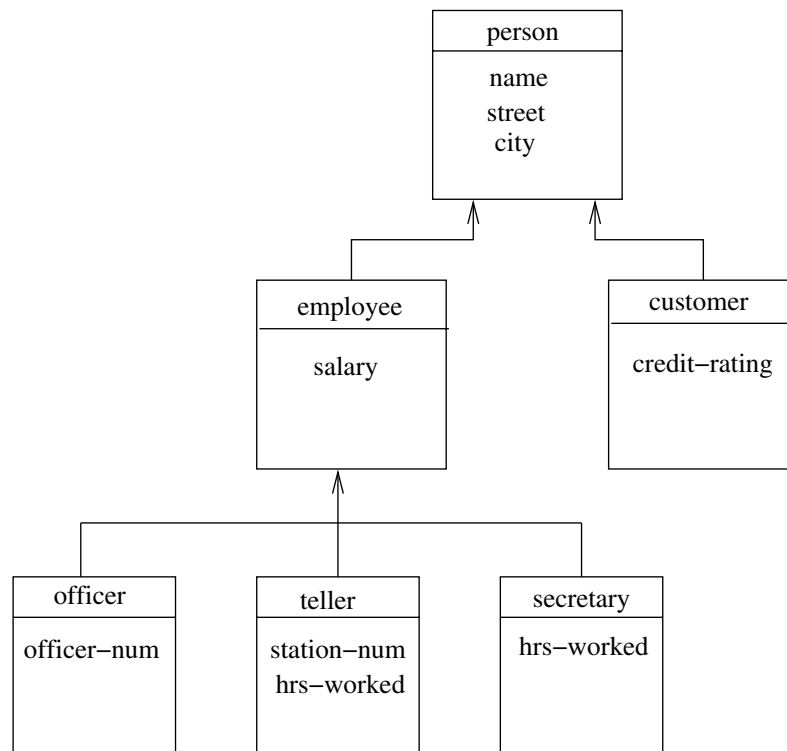 person
name
street
city
employee
salary
customer
credit−rating
officer
officer−num
teller
station−num
hrs−worked
secretary
hrs−worked